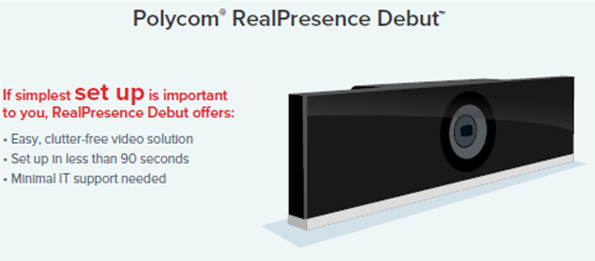 Polycom® RealPresence Debut™
If simplest set up is important
to you, RealPresence Debut offers:
• Easy, clutter-free video solution
• Set up in less than 90 seconds
• Minimal IT support needed